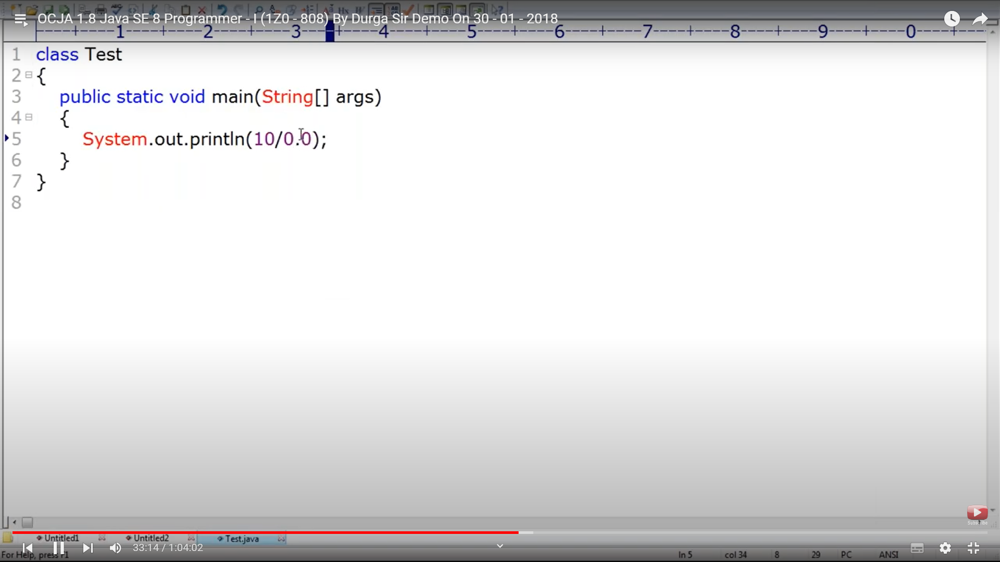 OCJA 1.8 Java SE 8 Programmer - I (1Z0 - 808) By Durga Sir Demo On 30 - 01 - 2018
|----+----1----+----2----+----3----+----4----+----5----+----6----+----7----+----8----+----9----+----0----+----
1 class Test
2 {
3 public static void main(String[] args)
4 {
5 System.out.println(10/0.0);
6 }
7 }
8
Subscribe
Untitled1 Untitled2 Test.java
33:14 / 1:04:02
For Help, press F1 ln 5 col 34 8 29 PC ANSI